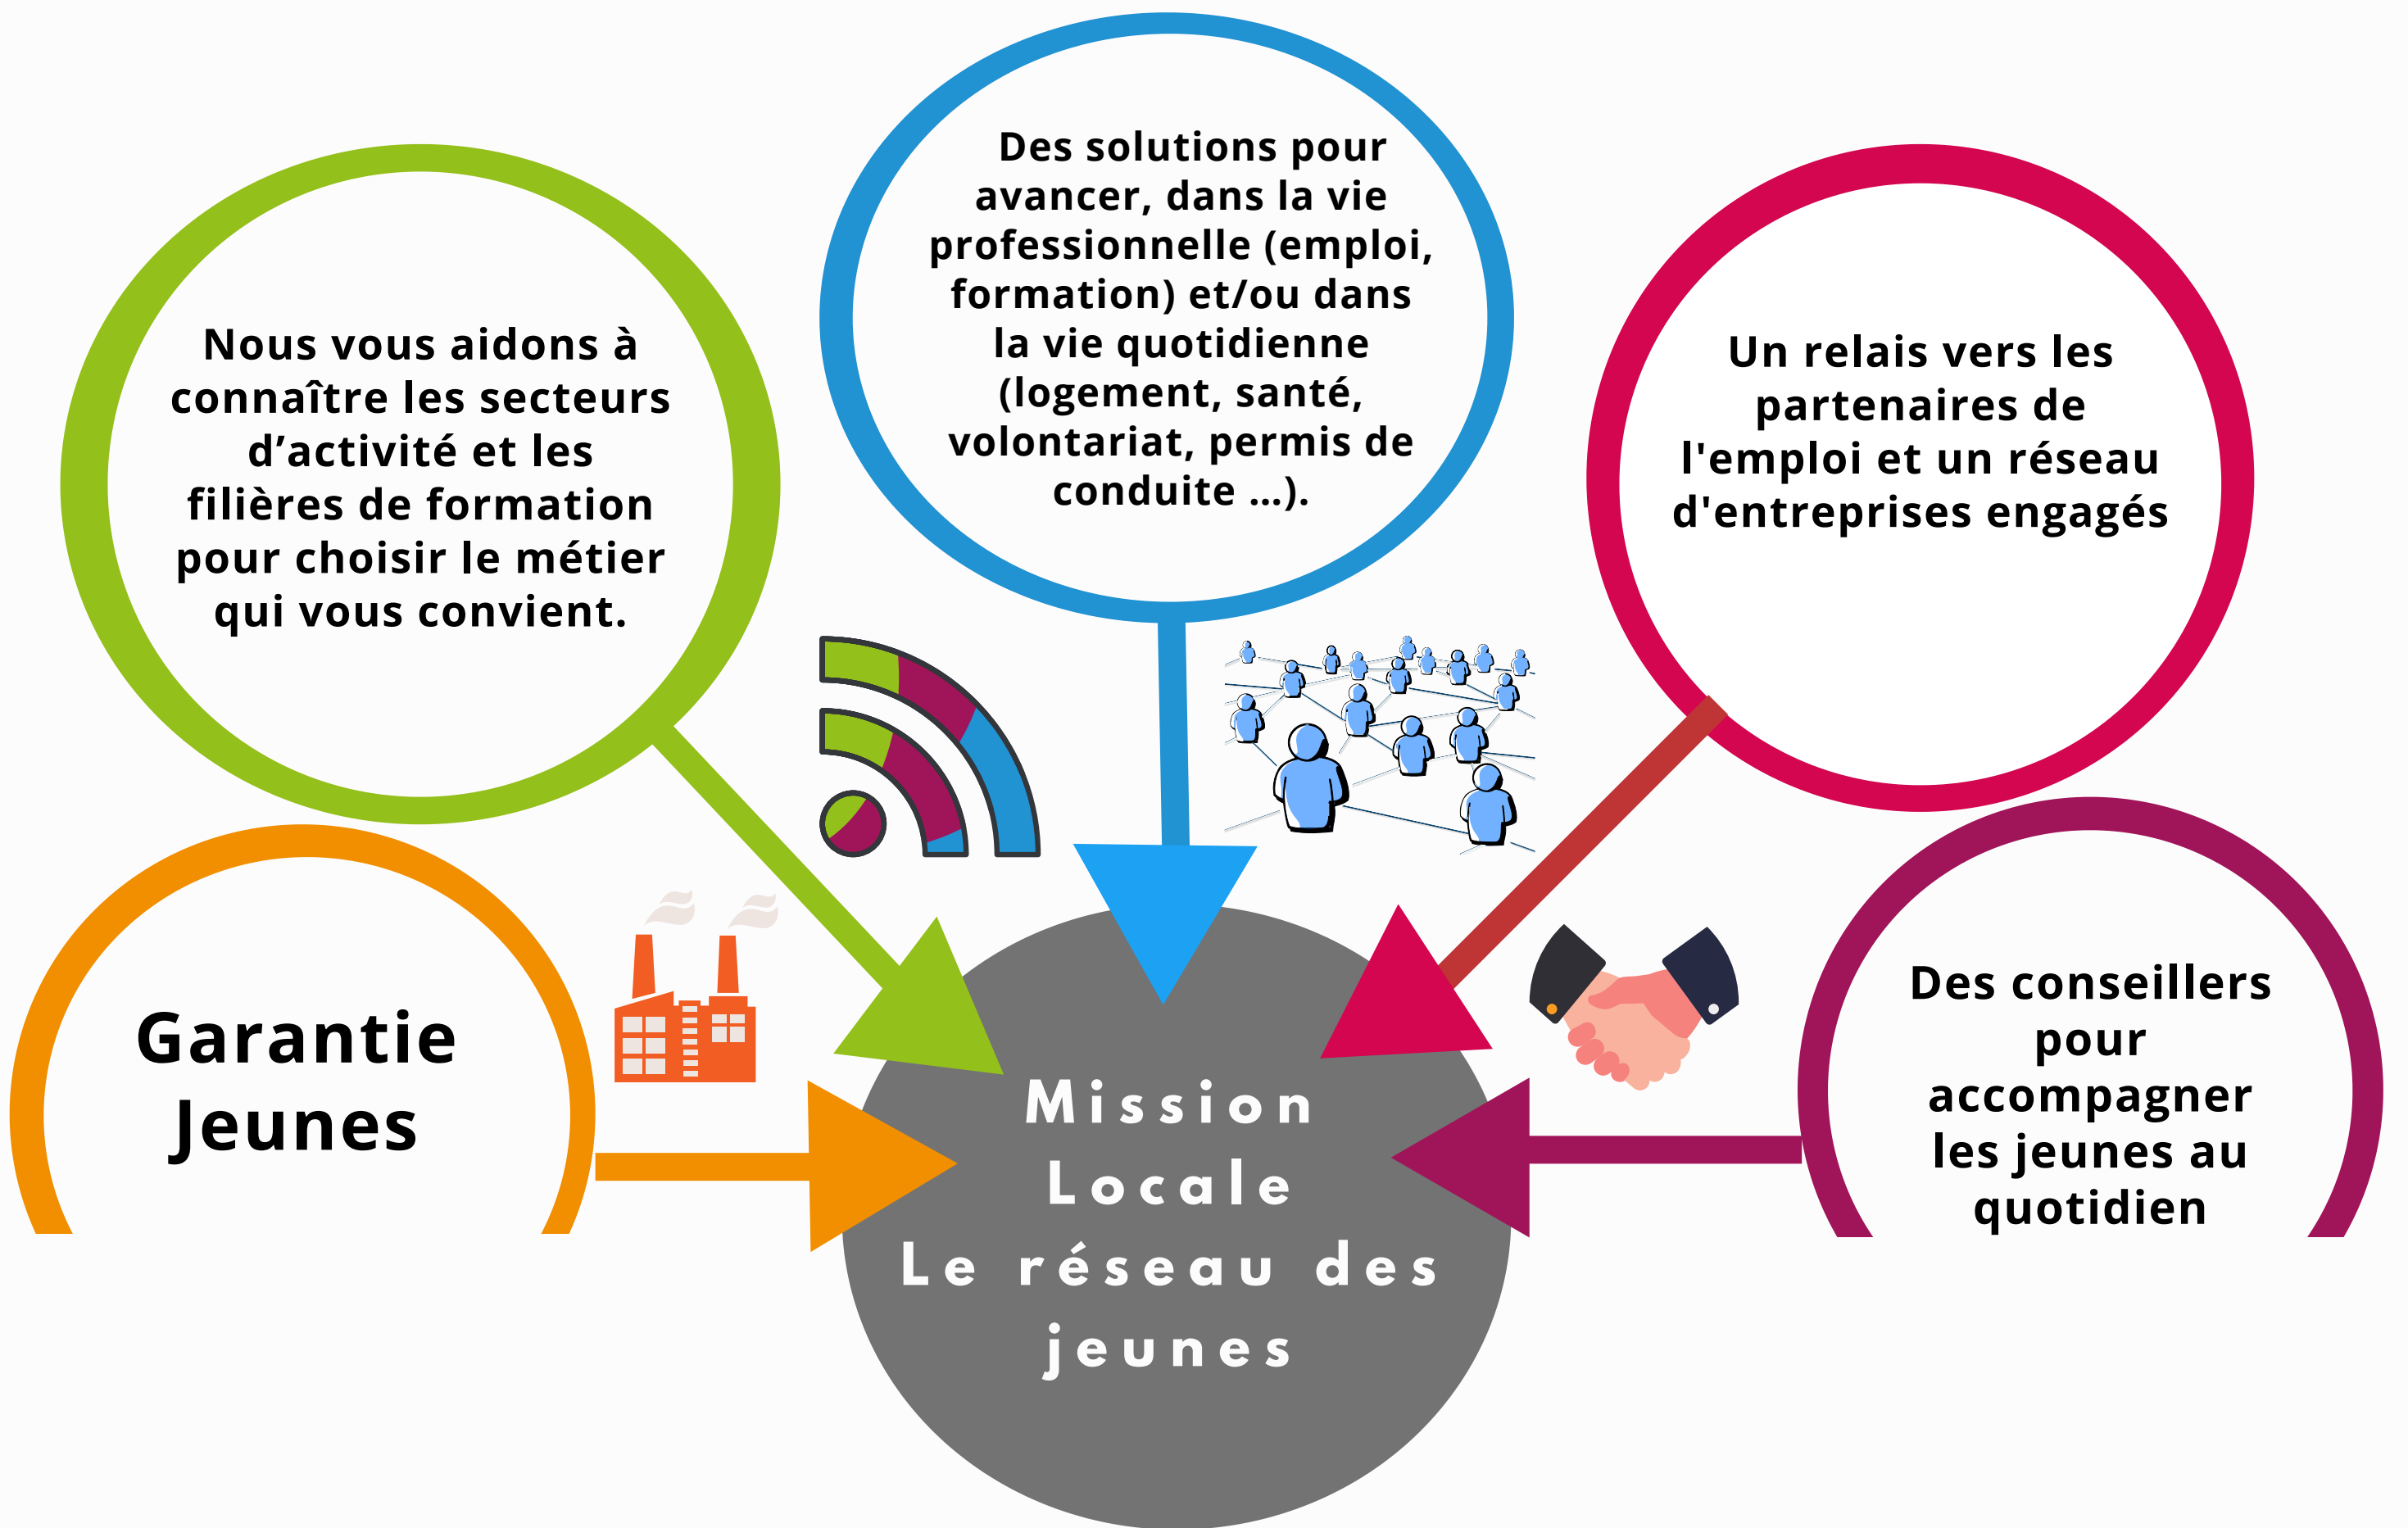 Des solutions pour
avancer, dans la vie
professionnelle (emploi,
formation) et/ou dans
la vie quotidienne
(logement, santé,
volontariat, permis de
conduite ...).
Nous vous aidons à
connaître les secteurs
d’activité et les
filières de formation
pour choisir le métier
qui vous convient.
Un relais vers les
partenaires de
l'emploi et un réseau
d'entreprises engagés
Garantie
Jeunes
Des conseillers
pour
accompagner
les jeunes au
quotidien
Mission
Locale
Le réseau des
jeunes